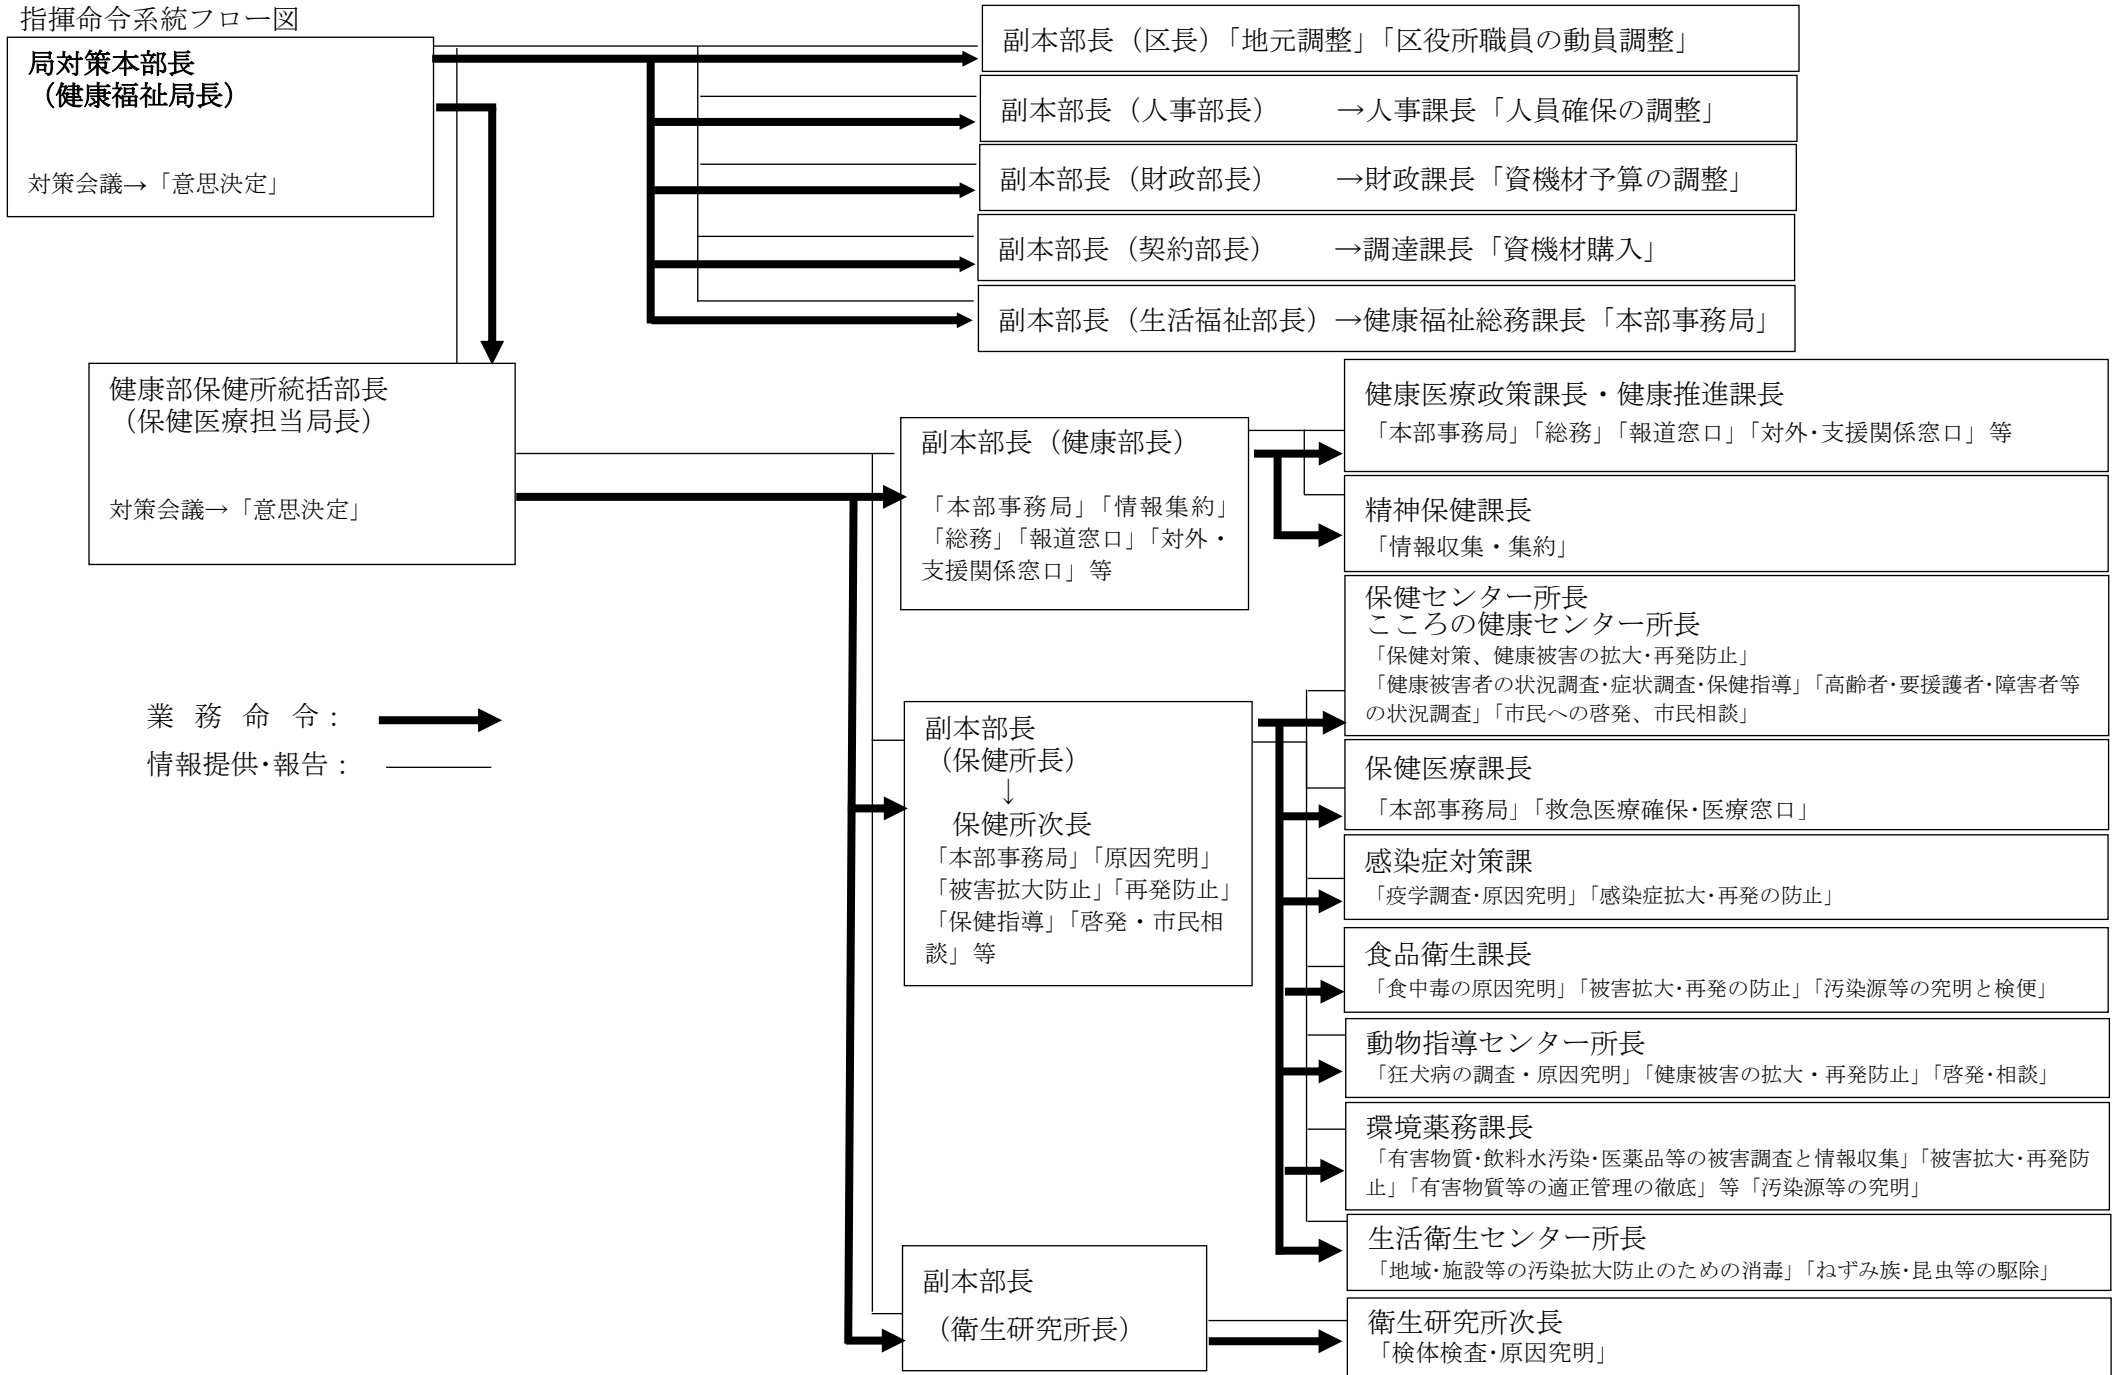 指揮命令系統フロー図
局対策本部長
（健康福祉局長）
対策会議→「意思決定」
副本部長（区長）「地元調整」「区役所職員の動員調整」
副本部長（人事部長）　→人事課長「人員確保の調整」
副本部長（財政部長）　→財政課長「資機材予算の調整」
副本部長（契約部長）　→調達課長「資機材購入」
副本部長（生活福祉部長）→健康福祉総務課長「本部事務局」
健康部保健所統括部長
（保健医療担当局長）
対策会議→「意思決定」
業 務 命 令：
情報提供・報告：
副本部長（健康部長）
「本部事務局」「情報集約」
「総務」「報道窓口」「対外・
支援関係窓口」等
健康医療政策課長・健康推進課長
「本部事務局」「総務」「報道窓口」「対外・支援関係窓口」等
精神保健課長
「情報収集・集約」
副本部長
（保健所長）
↓
保健所次長
「本部事務局」「原因究明」
「被害拡大防止」「再発防止」
「保健指導」「啓発・市民相
談」等
保健センター所長
こころの健康センター所長
「保健対策、健康被害の拡大・再発防止」
「健康被害者の状況調査・症状調査・保健指導」「高齢者・要援護者・障害者等
の状況調査」「市民への啓発、市民相談」
保健医療課長
「本部事務局」「救急医療確保・医療窓口」
感染症対策課
「疫学調査・原因究明」「感染症拡大・再発の防止」
食品衛生課長
「食中毒の原因究明」「被害拡大・再発の防止」「汚染源等の究明と検便」
動物指導センター所長
「狂犬病の調査・原因究明」「健康被害の拡大・再発防止」「啓発・相談」
環境薬務課長
「有害物質・飲料水汚染・医薬品等の被害調査と情報収集」「被害拡大・再発防
止」「有害物質等の適正管理の徹底」等「汚染源等の究明」
生活衛生センター所長
「地域・施設等の汚染拡大防止のための消毒」「ねずみ族・昆虫等の駆除」
副本部長
（衛生研究所長）
衛生研究所次長
「検体検査・原因究明」